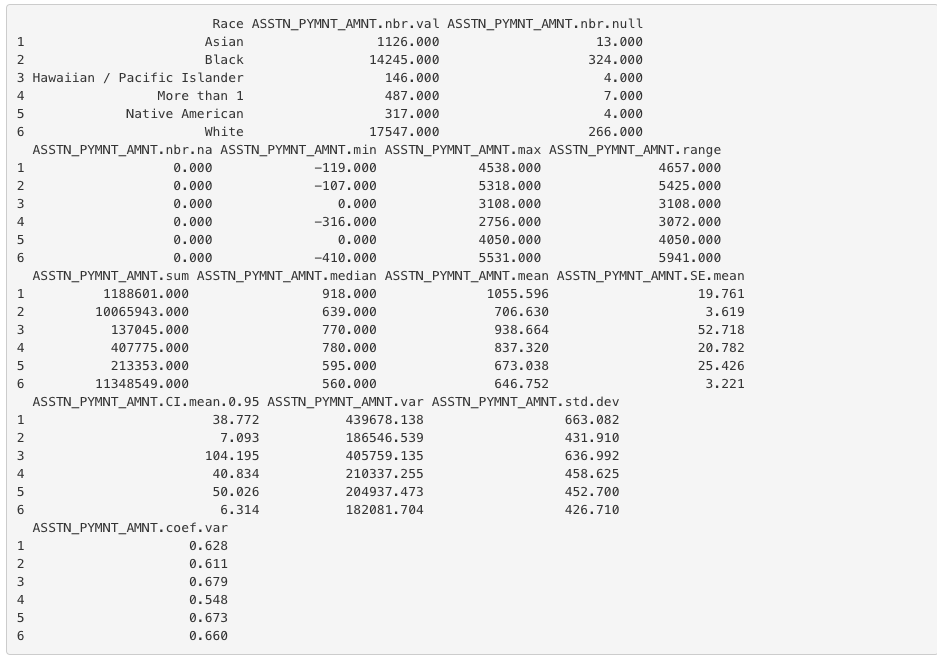 Race ASSTN_PYMNT_AMNT.nbr.val ASSTN_PYMNT_AMNT.nbr.null
1 Asian 1126.000 13.000
2 Black 14245.000 324.000
3 Hawaiian / Pacific Islander 146.000 4.000
4 More than 1 487.000 7.000
5 Native American 317.000 4.000
6 White 17547.000 266.000
ASSTN_PYMNT_AMNT.nbr.na ASSTN_PYMNT_AMNT.min ASSTN_PYMNT_AMNT.max ASSTN_PYMNT_AMNT.range
1 0.000 −119.000 4538.000 4657.000
2 0.000 −107.000 5318.000 5425.000
3 0.000 0.000 3108.000 3108.000
4 0.000 −316.000 2756.000 3072.000
5 0.000 0.000 4050.000 4050.000
6 0.000 −410.000 5531.000 5941.000
ASSTN_PYMNT_AMNT.sum ASSTN_PYMNT_AMNT.median ASSTN_PYMNT_AMNT.mean ASSTN_PYMNT_AMNT.SE.mean
1 1188601.000 918.000 1055.596 19.761
2 10065943.000 639.000 706.630 3.619
3 137045.000 770.000 938.664 52.718
4 407775.000 780.000 837.320 20.782
5 213353.000 595.000 673.038 25.426
6 11348549.000 560.000 646.752 3.221
ASSTN_PYMNT_AMNT.CI.mean.0.95 ASSTN_PYMNT_AMNT.var ASSTN_PYMNT_AMNT.std.dev
1 38.772 439678.138 663.082
2 7.093 186546.539 431.910
3 104.195 405759.135 636.992
4 40.834 210337.255 458.625
5 50.026 204937.473 452.700
6 6.314 182081.704 426.710
ASSTN_PYMNT_AMNT.coef.var
1 0.628
2 0.611
3 0.679
4 0.548
5 0.673
6 0.660